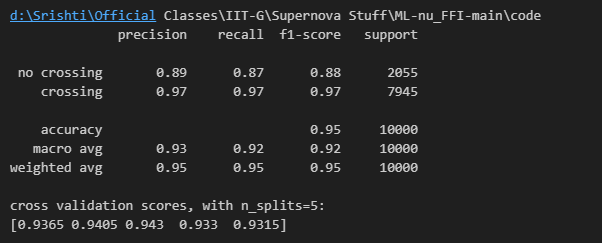 d:\Srishti\Official Classes\IIT-G\Supernova Stuff\ML-nu_FFI-main\code
precision recall f1-score support
no crossing 0.89 0.87 0.88 2055
crossing 0.97 0.97 0.97 7945
accuracy 0.95 10000
macro avg 0.93 0.92 0.92 10000
weighted avg 0.95 0.95 0.95 10000
cross validation scores, with n_splits=5:
[0.9365 0.9405 0.943 0.933 0.9315]